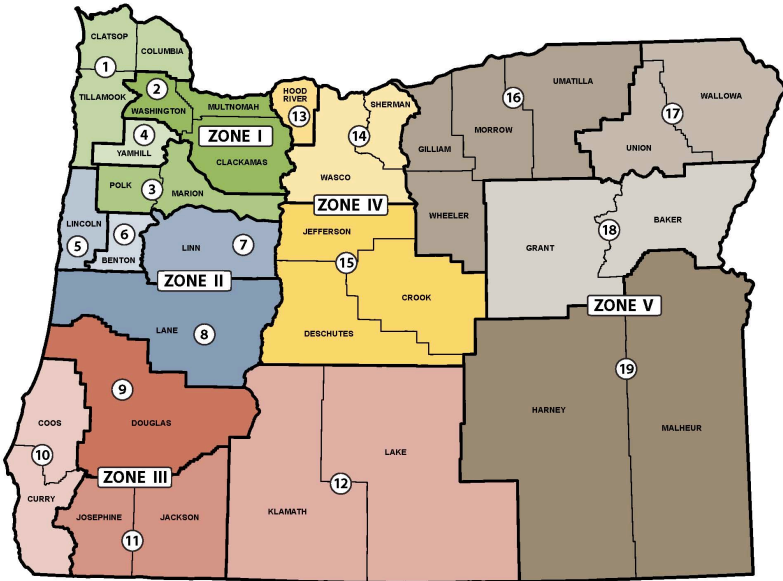 CLATSOP
COLUMBIA
1
TILLAMOOK
2
WASHINGTON
MULTNOMAH
4
YAMHILL
ZONE I
CLACKAMAS
HOOD
RIVER
13
SHERMAN
14
WASCO
GILLIAM
MORROW
16
UMATILLA
WALLOWA
17
UNION
POLK
3
MARION
ZONE IV
WHEELER
LINCOLN
5
6
BENTON
LINN
7
JEFFERSON
15
CROOK
DESCHUTES
GRANT
18
BAKER
ZONE II
ZONE V
LANE
8
9
DOUGLAS
COOS
10
CURRY
ZONE III
JOSEPHINE
JACKSON
11
KLAMATH
12
LAKE
HARNEY
19
MALHEUR